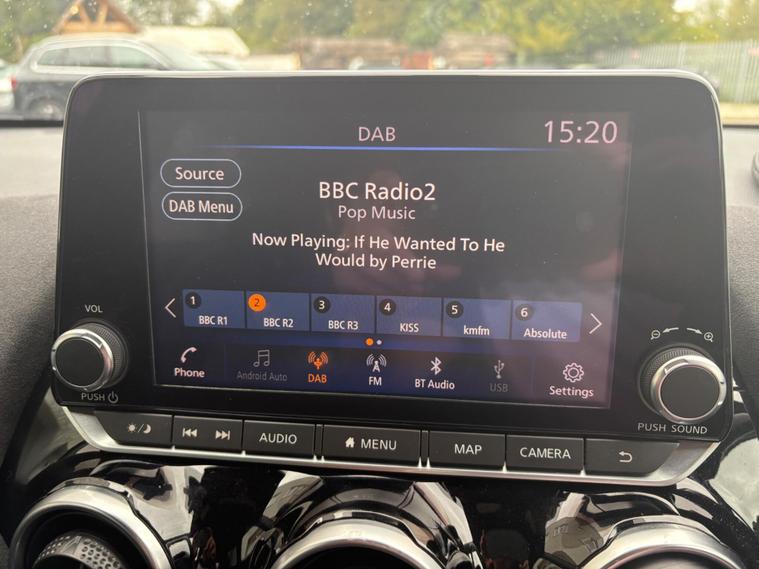 DAB
15:20
Source
DAB Menu
BBC Radio2
Pop Music
Now Playing: If He Wanted To He
Would by Perrie
1
2
3
4
5
6
BBC R1
BBC R2
BBC R3
KISS
kmfm
Absolute
VOL
PUSH
Phone
Android Auto
DAB
FM
BT Audio
USB
Settings
PUSH SOUND
AUDIO
MENU
MAP
CAMERA